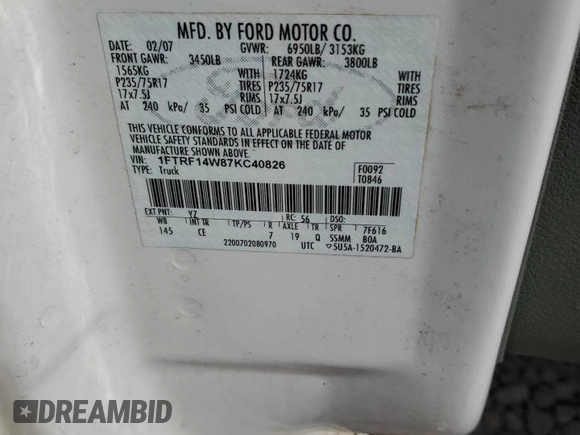 MFD. BY FORD MOTOR CO.
DATE: 02/07 GVWR: 6950LB/ 3153KG
FRONT GAWR: 3450LB REAR GAWR: 3800LB
1565KG WITH 1724KG WITH
P235/75R17 TIRES P235/75R17 TIRES
17x7.5J RIMS 17x7.5J RIMS
AT 240 kPa/ 35 PSI COLD AT 240 kPa/ 35 PSI COLD
THIS VEHICLE CONFORMS TO ALL APPLICABLE FEDERAL MOTOR
VEHICLE SAFETY STANDARDS IN EFFECT ON THE DATE OF
MANUFACTURE SHOWN ABOVE.
VIN: 1FTRF14W87KC40826 F0092
TYPE: Truck T0846
EXT PNT: YZ RC: 56 DSO:
WB INT TR TP/PS R AXLE TR SPR 7F616
145 CE 7 19 Q SSMM BOA
2200702080970 UTC 5U5A-1520472-BA
Ford
DREAMBID